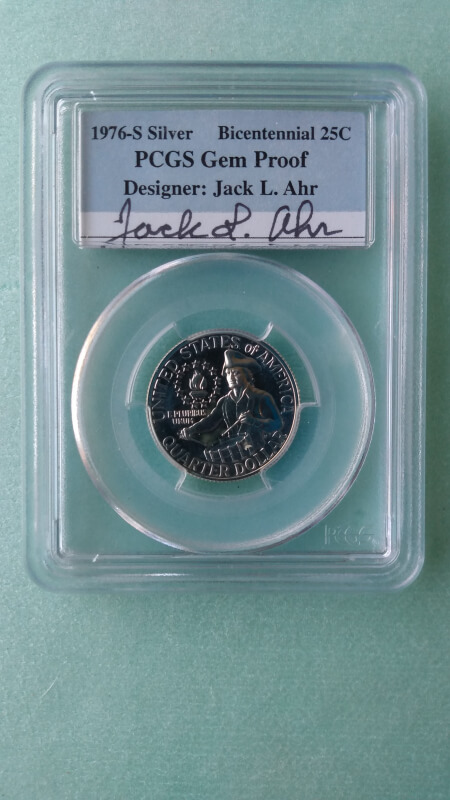 1976-S Silver Bicentennial 25C
PCGS Gem Proof
Designer: Jack L. Ahr
Jack L. Ahr
UNITED STATES of AMERICA
E PLURIBUS
UNUM
QUARTER DOLLAR
PCGS